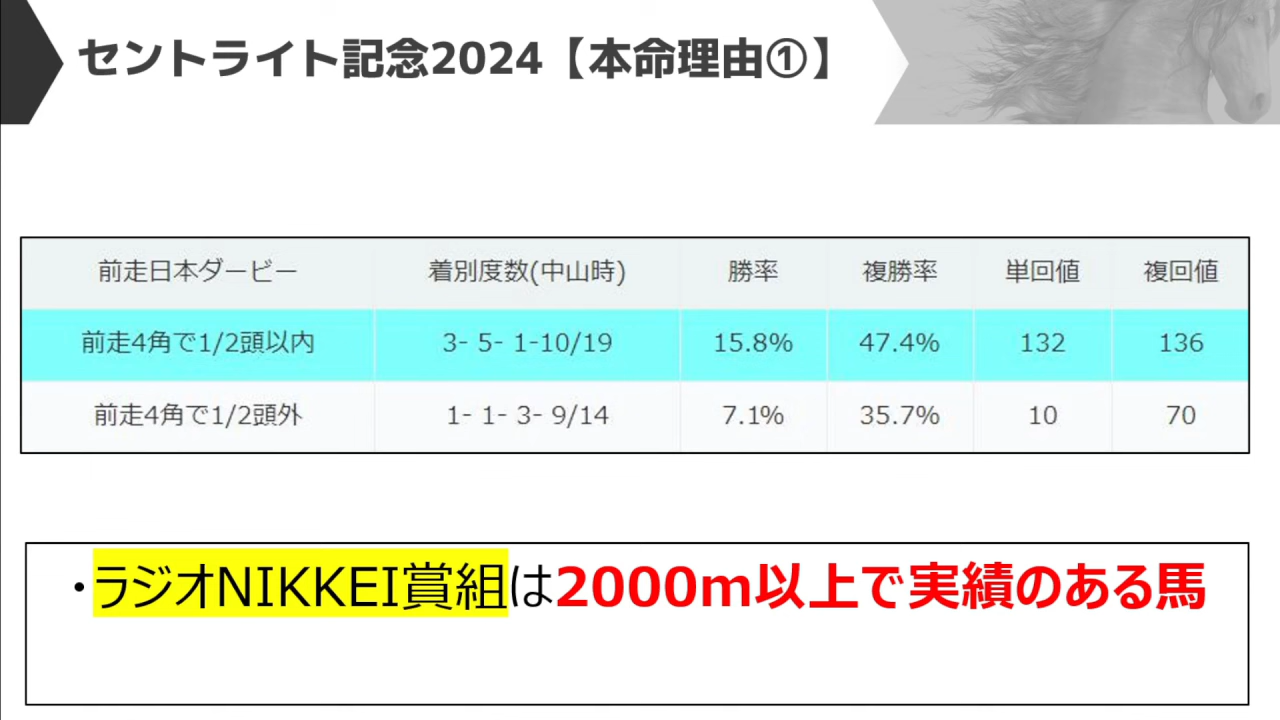 セントライト記念2024【本命理由①】
前走日本ダービー 着別度数(中山時) 勝率 複勝率 単回値 複回値
前走4角で1/2頭以内 3- 5- 1-10/19 15.8% 47.4% 132 136
前走4角で1/2頭外 1- 1- 3- 9/14 7.1% 35.7% 10 70
・ラジオNIKKEI賞組は2000m以上で実績のある馬